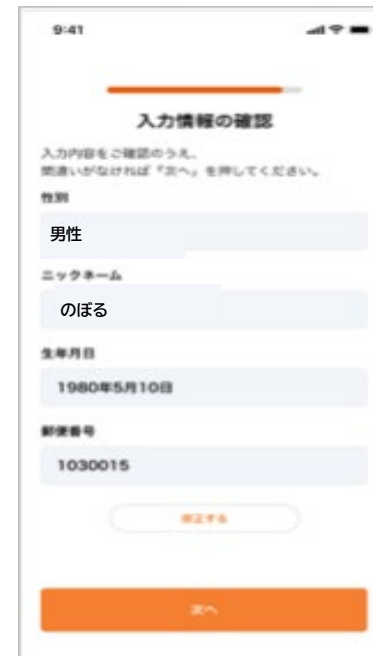 9:41
入力情報の確認
入力内容をご確認のうえ、
間違いがなければ「次へ」を押してください。
性別
男性
ニックネーム
のぼる
生年月日
1980年5月10日
郵便番号
1030015
修正する
次へ